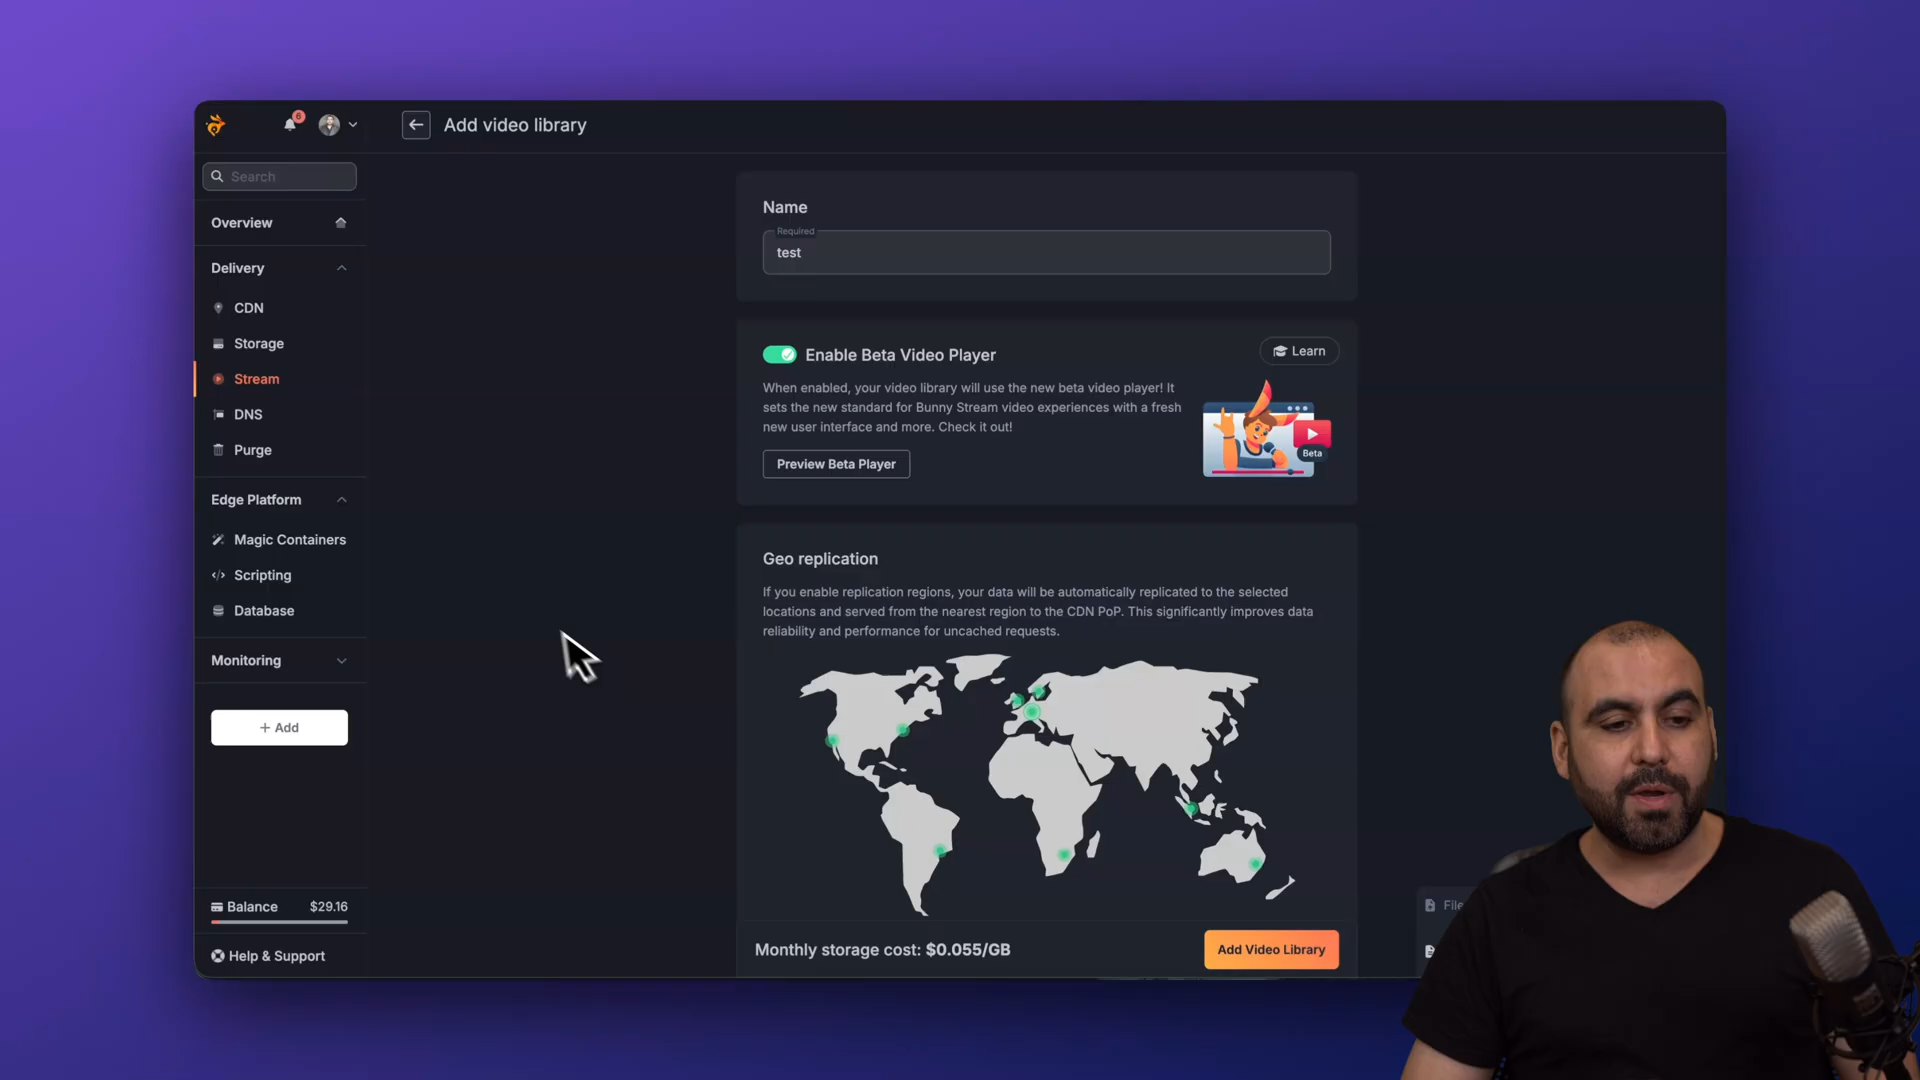 6
Add video library
Search
Overview
Delivery
CDN
Storage
Stream
DNS
Purge
Edge Platform
Magic Containers
Scripting
Database
Monitoring
+ Add
Balance $29.16
Help & Support
Name
Required
test
Enable Beta Video Player
Learn
When enabled, your video library will use the new beta video player! It
sets the new standard for Bunny Stream video experiences with a fresh
new user interface and more. Check it out!
Preview Beta Player
Beta
Geo replication
If you enable replication regions, your data will be automatically replicated to the selected
locations and served from the nearest region to the CDN PoP. This significantly improves data
reliability and performance for uncached requests.
Monthly storage cost: $0.055/GB
Add Video Library
File